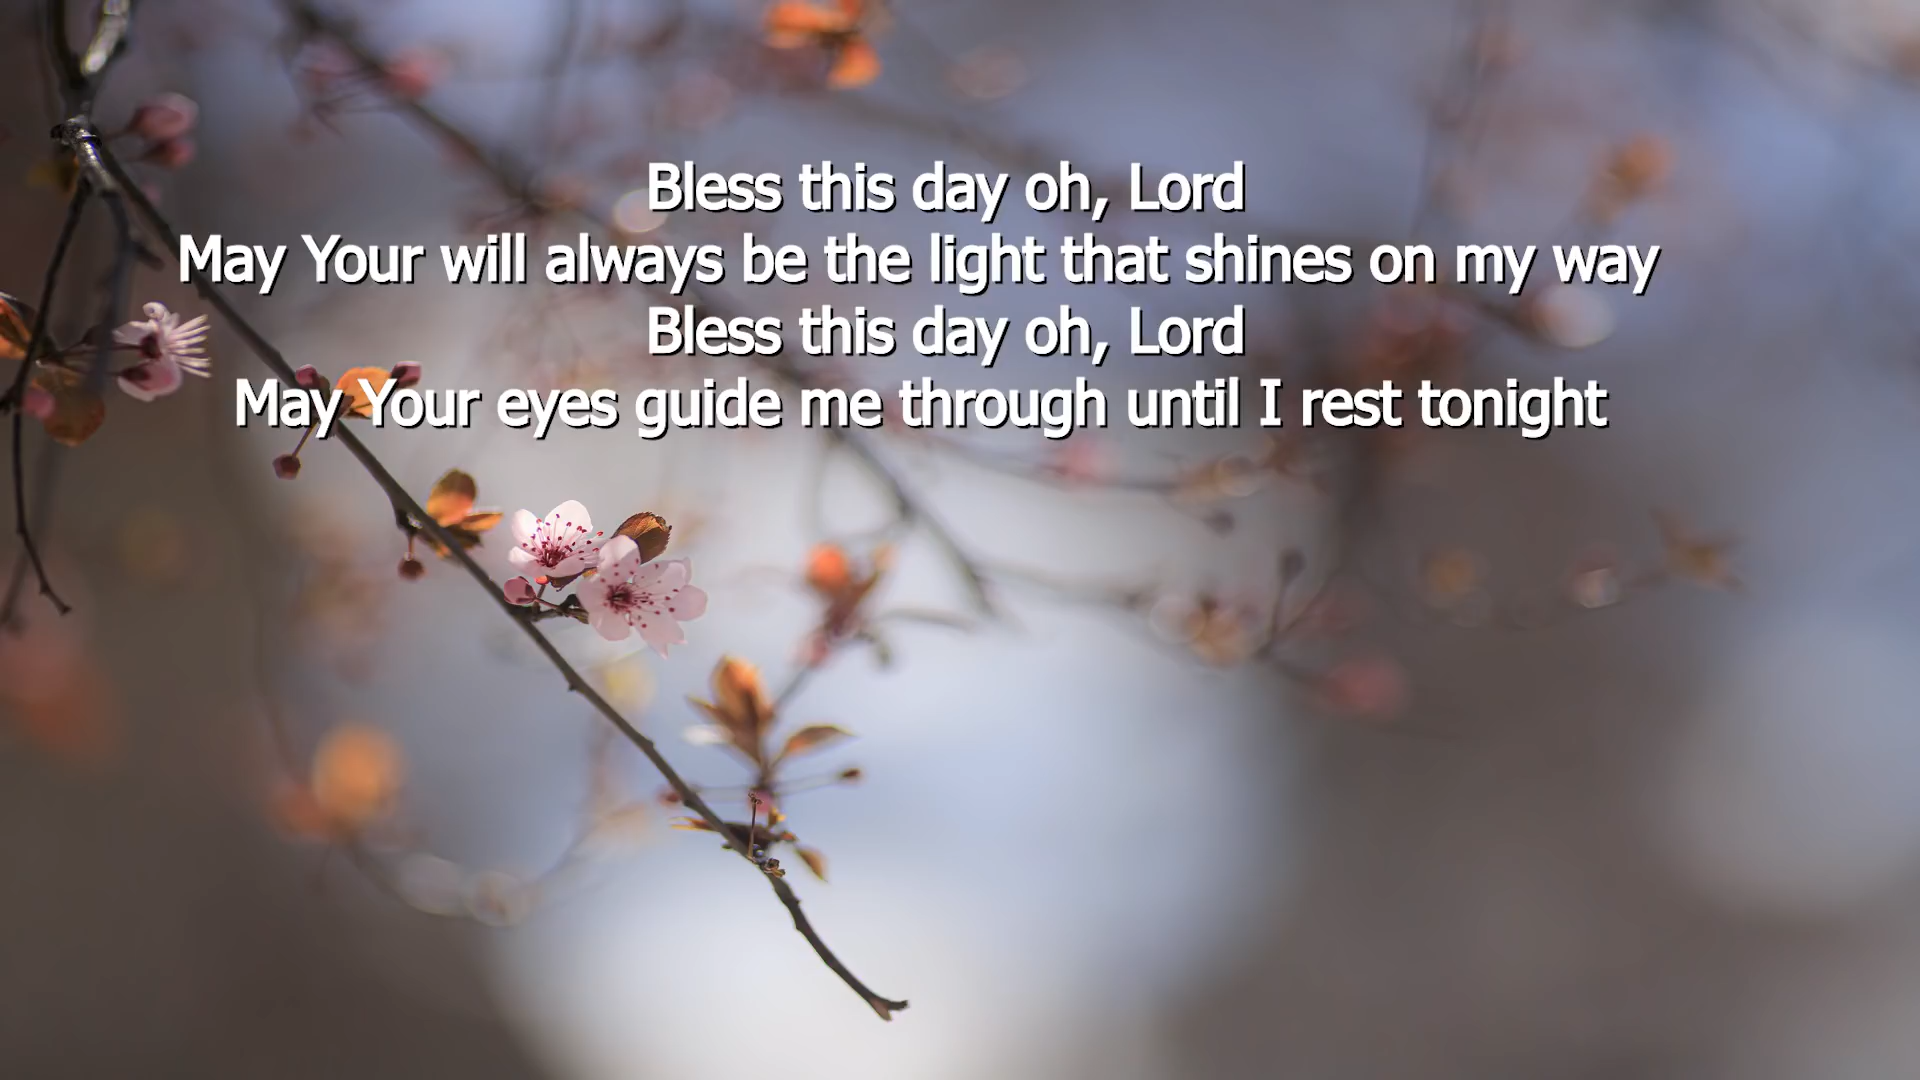 Bless this day oh, Lord
May Your will always be the light that shines on my way
Bless this day oh, Lord
May Your eyes guide me through until I rest tonight